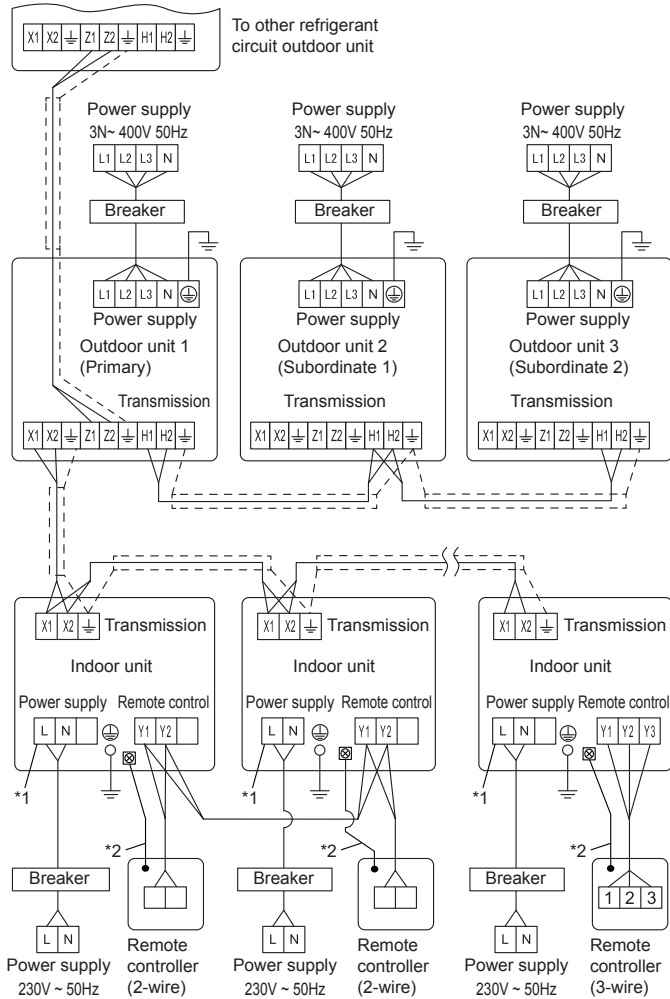 X1 X2 Z1 Z2 H1 H2
To other refrigerant
circuit outdoor unit
Power supply
3N~ 400V 50Hz
L1 L2 L3 N
Breaker
L1 L2 L3 N
Power supply
Outdoor unit 1
(Primary)
Transmission
X1 X2 Z1 Z2 H1 H2
Power supply
3N~ 400V 50Hz
L1 L2 L3 N
Breaker
L1 L2 L3 N
Power supply
Outdoor unit 2
(Subordinate 1)
Transmission
X1 X2 Z1 Z2 H1 H2
Power supply
3N~ 400V 50Hz
L1 L2 L3 N
Breaker
L1 L2 L3 N
Power supply
Outdoor unit 3
(Subordinate 2)
Transmission
X1 X2 Z1 Z2 H1 H2
X1 X2 Transmission
Indoor unit
Power supply Remote control
L N Y1 Y2
*1
*2
Breaker
L N
Power supply
230V ~ 50Hz
Remote
controller
(2-wire)
X1 X2 Transmission
Indoor unit
Power supply Remote control
L N Y1 Y2
*1
*2
Breaker
L N
Power supply
230V ~ 50Hz
Remote
controller
(2-wire)
X1 X2 Transmission
Indoor unit
Power supply Remote control
L N Y1 Y2 Y3
*1
*2
Breaker
1 2 3
L N
Power supply
230V ~ 50Hz
Remote
controller
(3-wire)